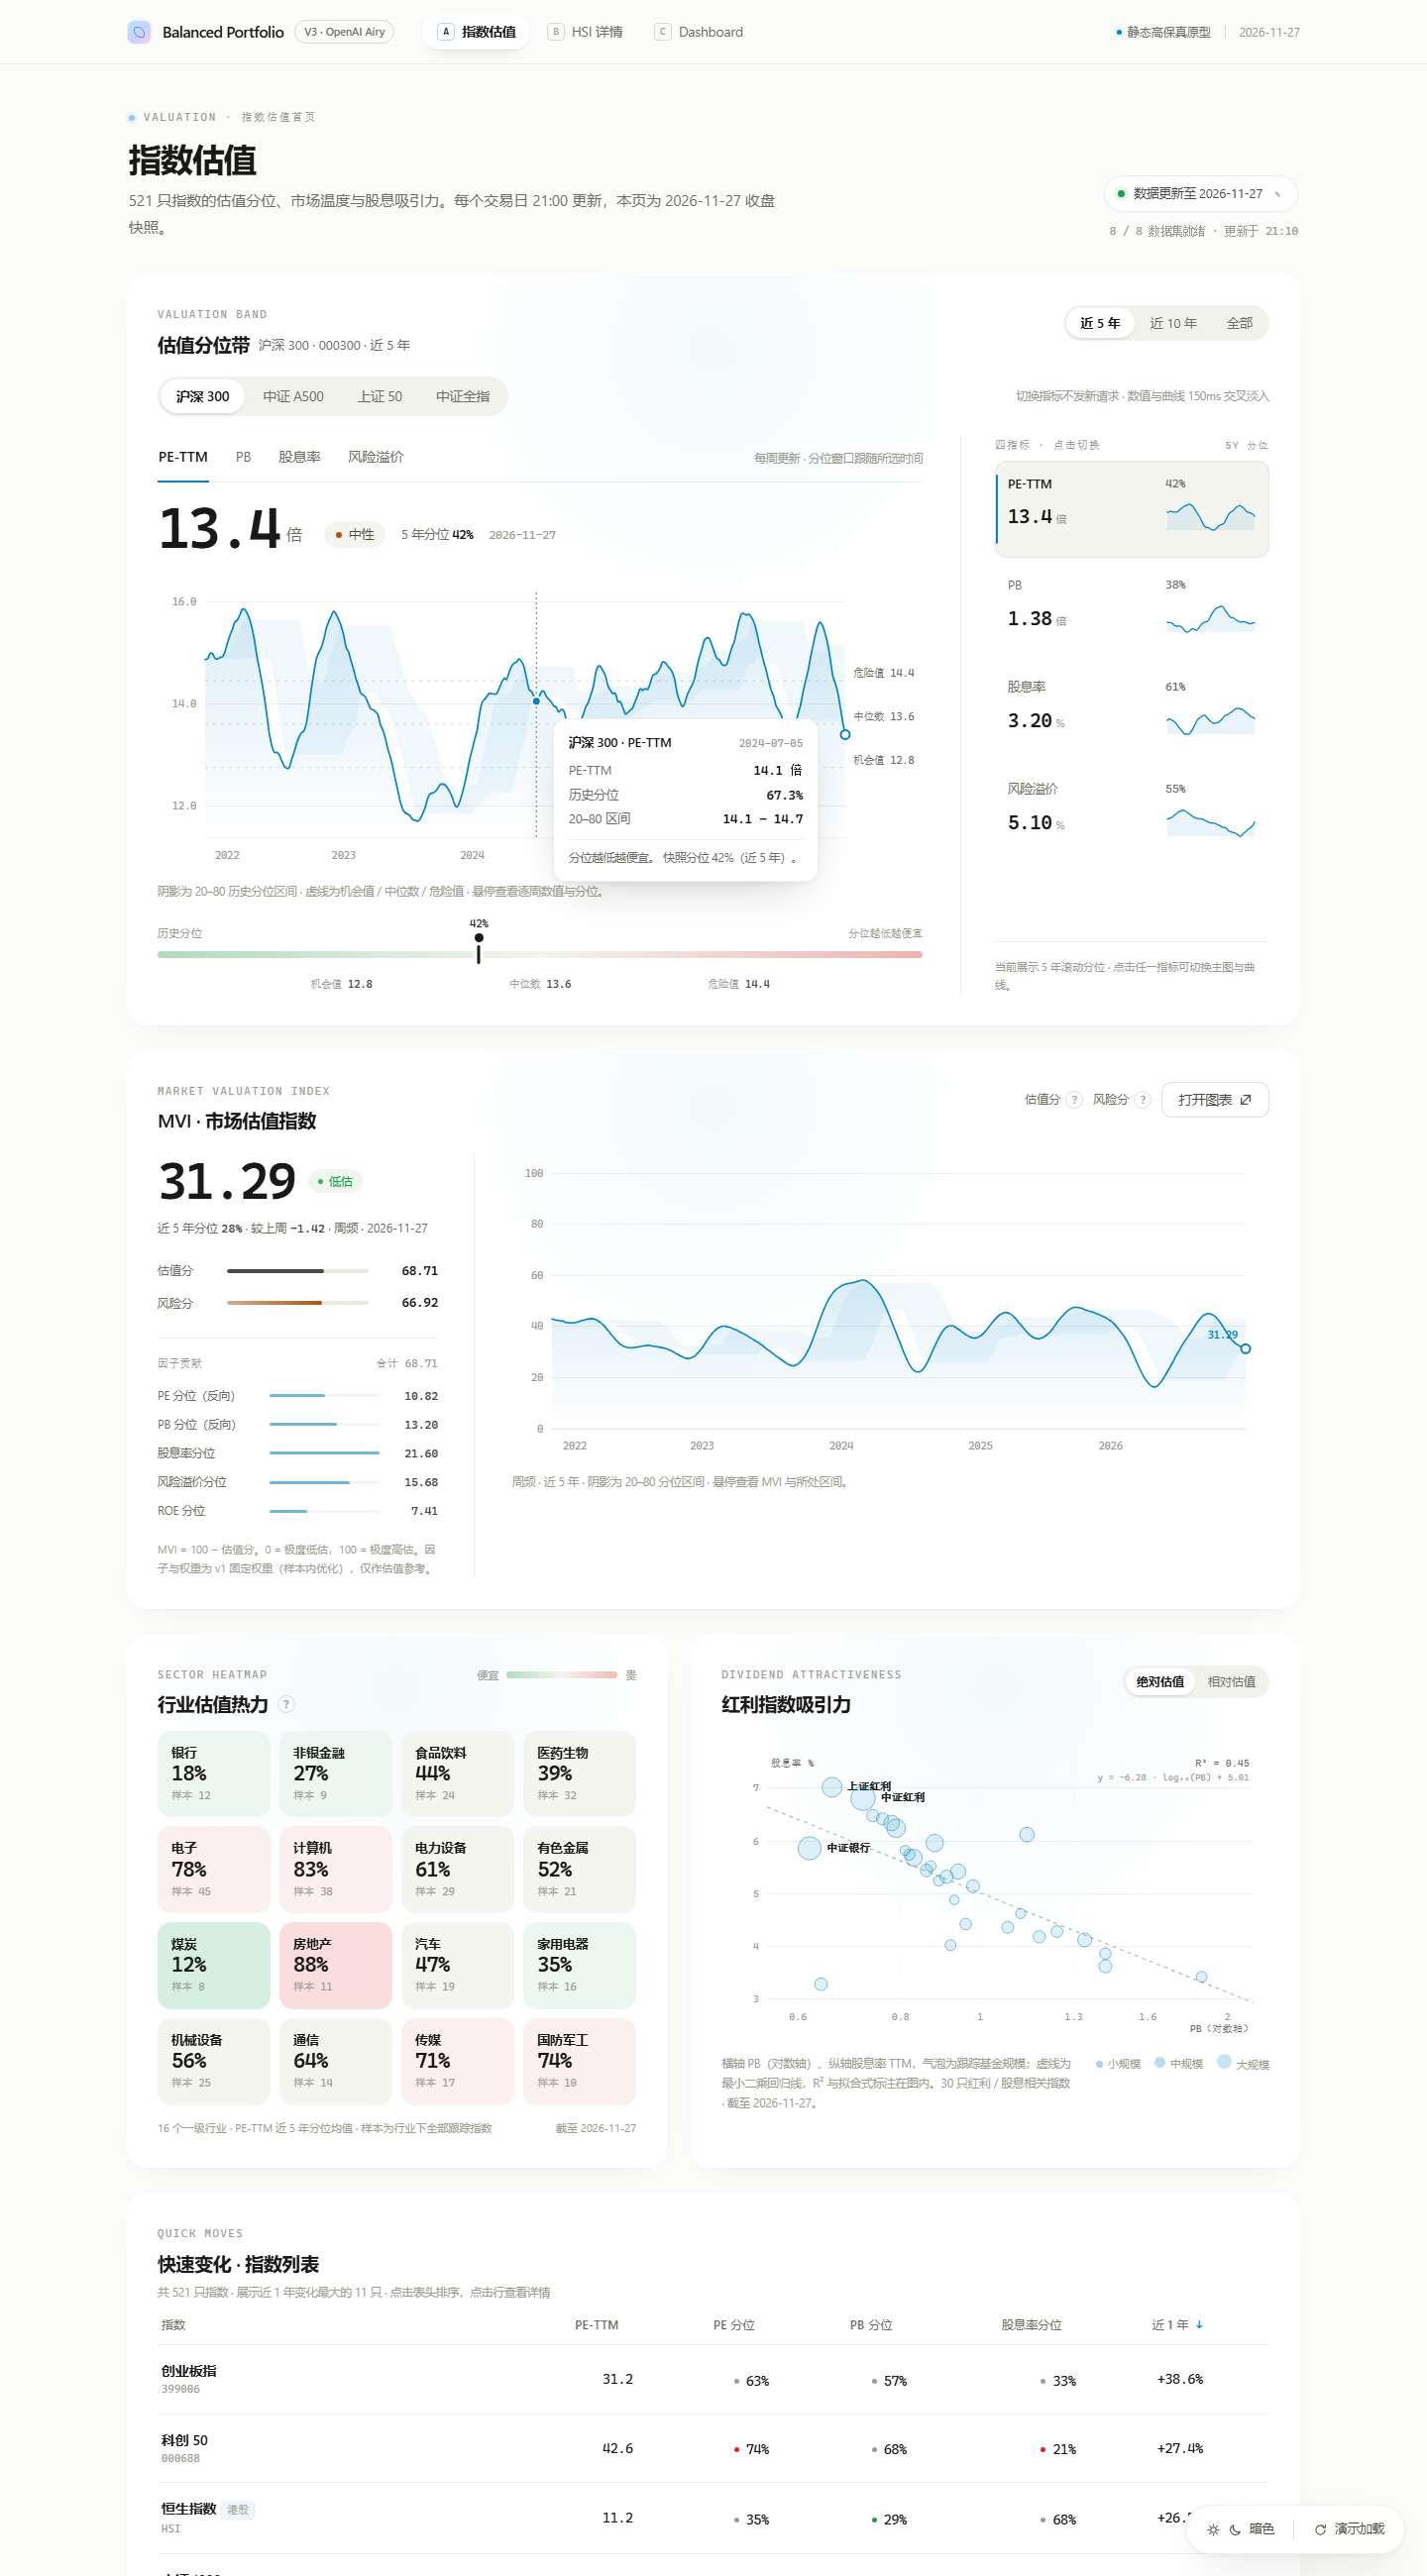 Balanced Portfolio V3 · OpenAI Airy A 指数估值 B HSI 详情 C Dashboard 静态高保真原型 2026-11-27
VALUATION · 指数估值首页
指数估值
521 只指数的估值分位、市场温度与股息吸引力。每个交易日 21:00 更新，本页为 2026-11-27 收盘
快照。
数据更新至 2026-11-27
8 / 8 数据集就绪 · 更新于 21:10
VALUATION BAND
估值分位带 沪深 300 · 000300 · 近 5 年
近 5 年 近 10 年 全部
沪深 300 中证 A500 上证 50 中证全指
切换指标不发新请求 · 数值与曲线 150ms 交叉淡入
PE-TTM PB 股息率 风险溢价
每周更新 · 分位窗口跟随所选时间
13.4 倍 中性 5 年分位 42% 2026-11-27
16.0
14.0
12.0
2022 2023 2024
危险值 14.4
中位数 13.6
机会值 12.8
沪深 300 · PE-TTM 2024-07-05
PE-TTM 14.1 倍
历史分位 67.3%
20–80 区间 14.1 – 14.7
分位越低越便宜。 快照分位 42%（近 5 年）。
阴影为 20–80 历史分位区间 · 虚线为机会值 / 中位数 / 危险值 · 悬停查看逐周数值与分位。
42%
历史分位 分位越低越便宜
机会值 12.8 中位数 13.6 危险值 14.4
四指标 · 点击切换 5Y 分位
PE-TTM 42%
13.4 倍
PB 38%
1.38 倍
股息率 61%
3.20 %
风险溢价 55%
5.10 %
当前展示 5 年滚动分位 · 点击任一指标可切换主图与曲
线。
MARKET VALUATION INDEX
MVI · 市场估值指数
估值分 ? 风险分 ? 打开图表
31.29 低估
近 5 年分位 28% · 较上周 −1.42 · 周频 · 2026-11-27
估值分 68.71
风险分 66.92
因子贡献 合计 68.71
PE 分位（反向） 10.82
PB 分位（反向） 13.20
股息率分位 21.60
风险溢价分位 15.68
ROE 分位 7.41
MVI = 100 − 估值分。0 = 极度低估，100 = 极度高估。因
子与权重为 v1 固定权重（样本内优化），仅作估值参考。
100
80
60
40
20
0
31.29
2022 2023 2024 2025 2026
周频 · 近 5 年 · 阴影为 20–80 分位区间 · 悬停查看 MVI 与所处区间。
SECTOR HEATMAP
行业估值热力 ?
便宜 贵
银行
18%
样本 12
非银金融
27%
样本 9
食品饮料
44%
样本 24
医药生物
39%
样本 32
电子
78%
样本 45
计算机
83%
样本 38
电力设备
61%
样本 29
有色金属
52%
样本 21
煤炭
12%
样本 8
房地产
88%
样本 11
汽车
47%
样本 19
家用电器
35%
样本 16
机械设备
56%
样本 25
通信
64%
样本 14
传媒
71%
样本 17
国防军工
74%
样本 10
16 个一级行业 · PE-TTM 近 5 年分位均值 · 样本为行业下全部跟踪指数 截至 2026-11-27
DIVIDEND ATTRACTIVENESS
红利指数吸引力
绝对估值 相对估值
股息率 %
R² = 0.45
y = −6.28 · log₁₀(PB) + 5.01
7
6
5
4
3
上证红利
中证红利
中证银行
0.6 0.8 1 1.3 1.6 2
PB（对数轴）
横轴 PB（对数轴）、纵轴股息率 TTM，气泡为跟踪基金规模；虚线为
最小二乘回归线，R² 与拟合式标注在图内。30 只红利 / 股息相关指数
· 截至 2026-11-27。
小规模 中规模 大规模
QUICK MOVES
快速变化 · 指数列表
共 521 只指数 · 展示近 1 年变化最大的 11 只 · 点击表头排序，点击行查看详情
指数 PE-TTM PE 分位 PB 分位 股息率分位 近 1 年 ↓
创业板指 31.2 63% 57% 33% +38.6%
399006
科创 50 42.6 74% 68% 21% +27.4%
000688
恒生指数 港股 11.2 35% 29% 68% +26.
HSI
暗色 演示加载